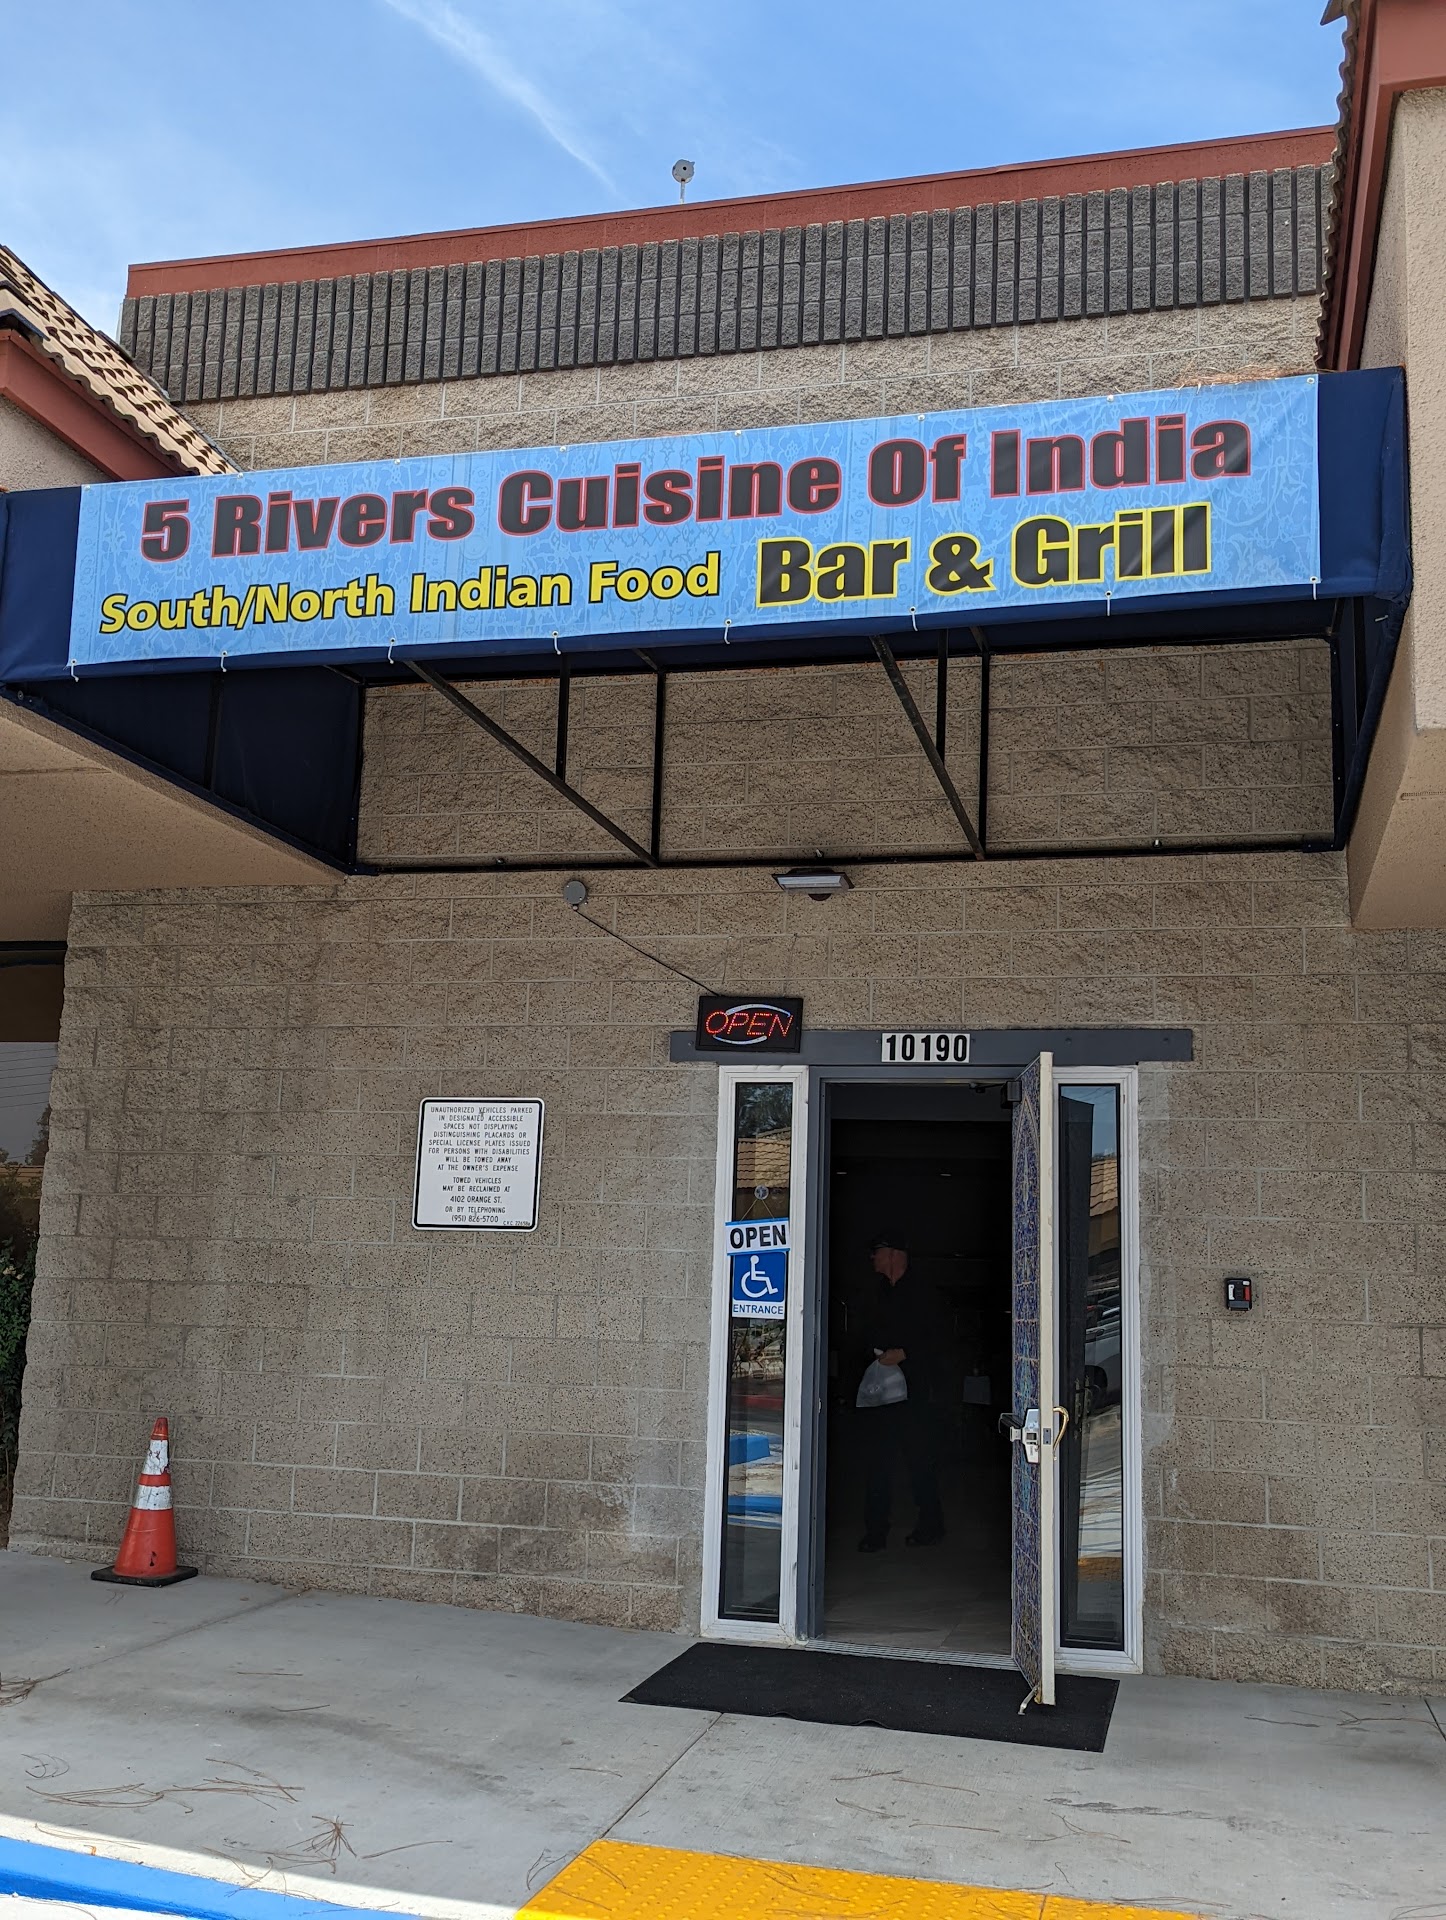 5 Rivers Cuisine Of India
South/North Indian Food Bar & Grill
OPEN
10190
UNAUTHORIZED VEHICLES PARKED
IN DESIGNATED ACCESSIBLE
SPACES NOT DISPLAYING
DISTINGUISHING PLACARDS OR
SPECIAL LICENSE PLATES ISSUED
FOR PERSONS WITH DISABILITIES
WILL BE TOWED AWAY
AT THE OWNER'S EXPENSE
TOWED VEHICLES
MAY BE RECLAIMED AT
4102 ORANGE ST.
OR BY TELEPHONING
(951) 826-5700
OPEN
ENTRANCE